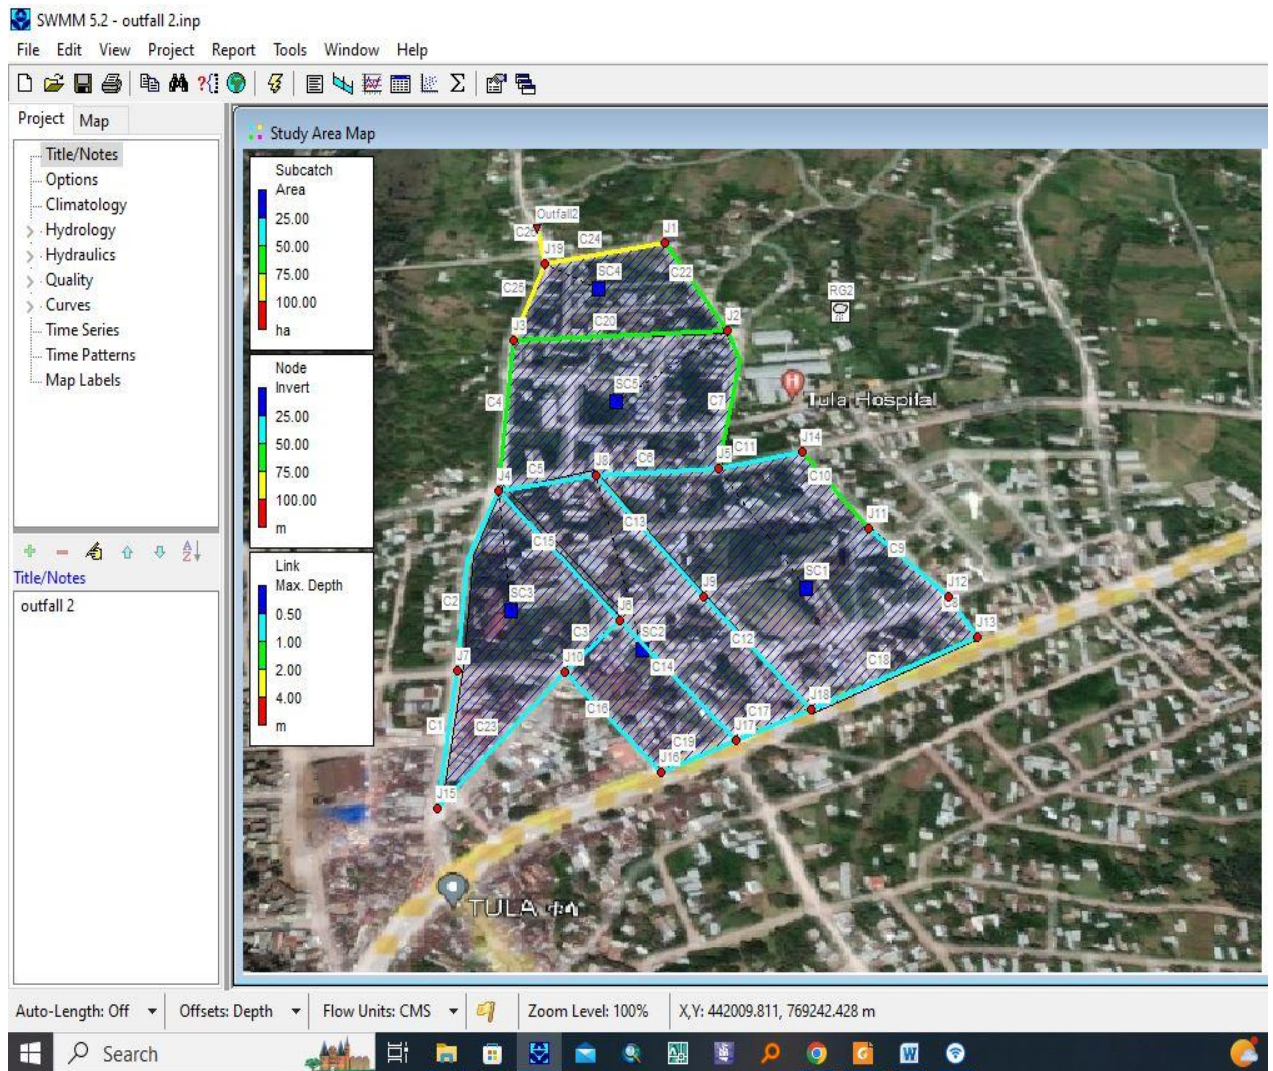 SWMM 5.2 - outfall 2.inp
File Edit View Project Report Tools Window Help
Project Map
Title/Notes
Options
Climatology
Hydrology
Hydraulics
Quality
Curves
Time Series
Time Patterns
Map Labels
Title/Notes
outfall 2
Study Area Map
Subcatch
Area
25.00
50.00
75.00
100.00
ha
Node
Invert
25.00
50.00
75.00
100.00
m
Link
Max. Depth
0.50
1.00
2.00
4.00
m
Outfall2
J1
C24
J19
SC4
C22
RG2
C25
C20
J2
J3
H
SC5
Tula Hospital
C4
C7
C11
J14
J5
C6
J8
C5
J4
C10
J11
C13
C15
C9
SC1
J9
J12
C8
SC3
C2
J6
C3
SC2
C12
J13
J10
C14
J7
C18
C16
J18
C17
C1
C23
J17
C19
J16
J15
TULA ቱላ
Auto-Length: Off Offsets: Depth Flow Units: CMS Zoom Level: 100% X,Y: 442009.811, 769242.428 m
Search